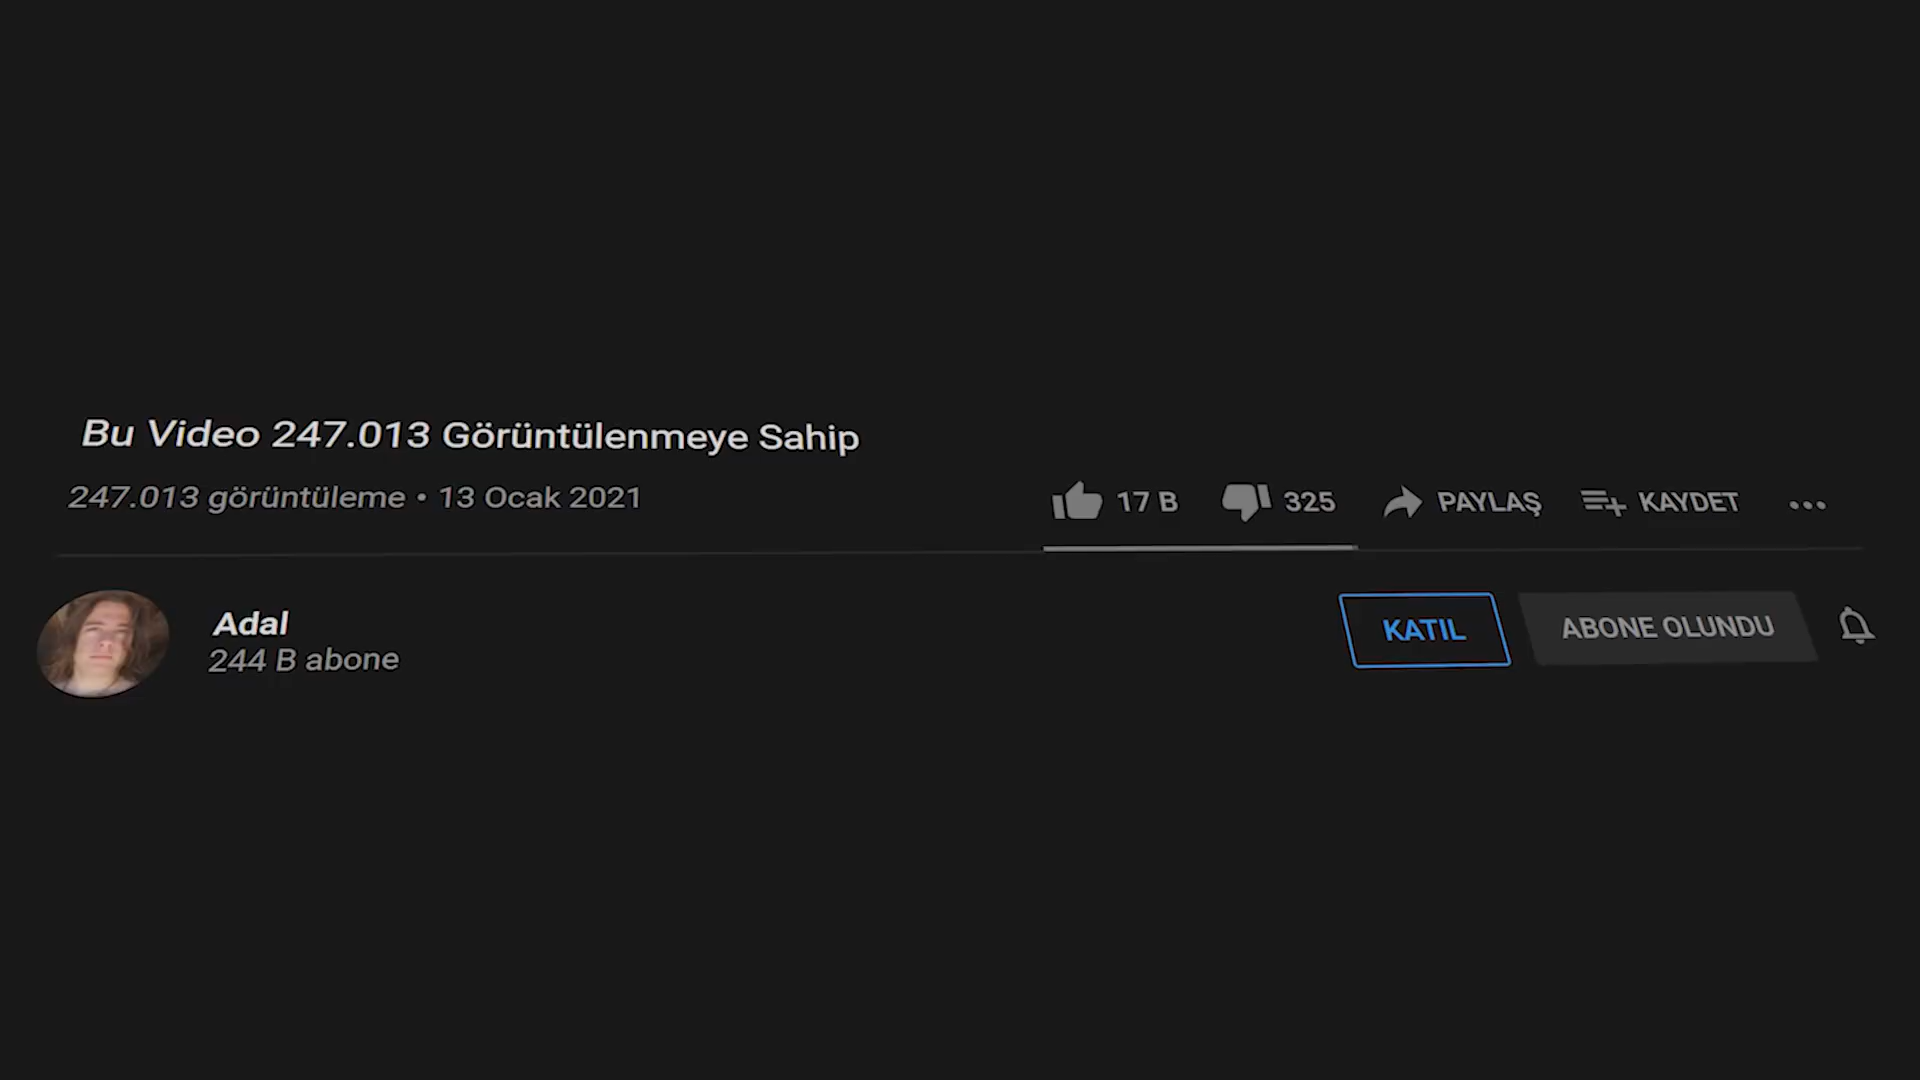 Bu Video 247.013 Görüntülenmeye Sahip
247.013 görüntüleme • 13 Ocak 2021
17 B 325 PAYLAŞ KAYDET
Adal
244 B abone
KATIL
ABONE OLUNDU